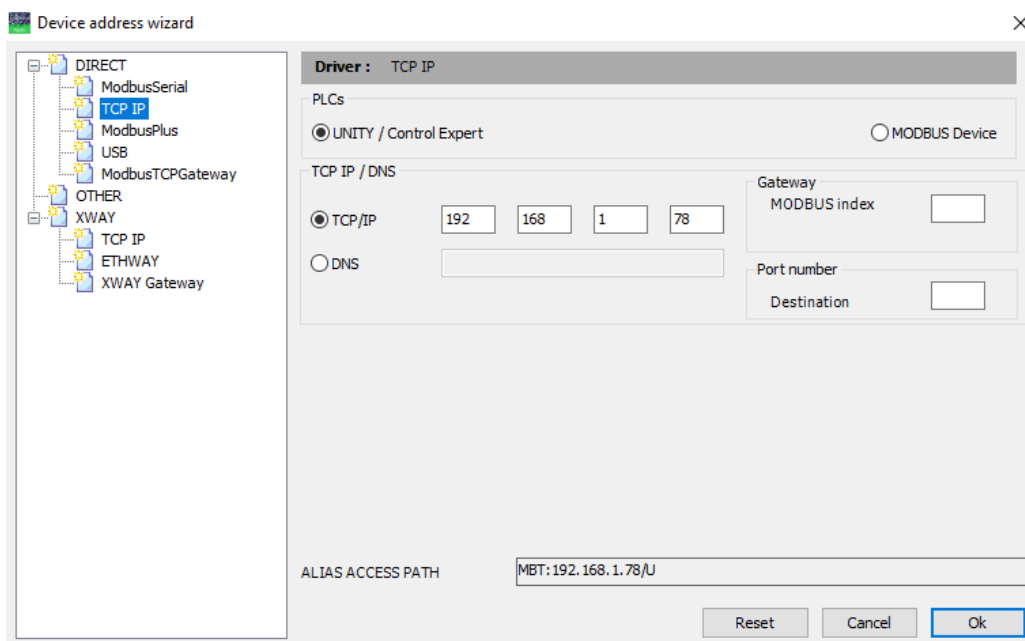 Device address wizard
DIRECT
ModbusSerial
TCP IP
ModbusPlus
USB
ModbusTCPGateway
OTHER
XWAY
TCP IP
ETHWAY
XWAY Gateway
Driver : TCP IP
PLCs
UNITY / Control Expert
MODBUS Device
TCP IP / DNS
TCP/IP 192 168 1 78
DNS
Gateway
MODBUS index
Port number
Destination
ALIAS ACCESS PATH MBT:192.168.1.78/U
Reset Cancel Ok